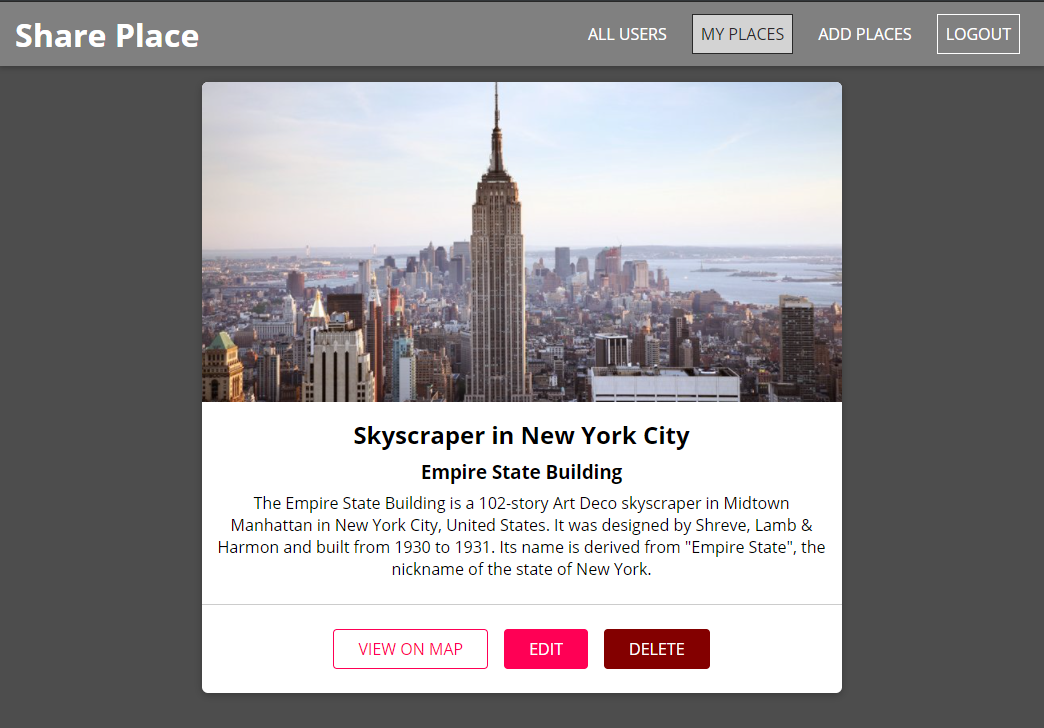 Share Place
ALL USERS
MY PLACES
ADD PLACES
LOGOUT
Skyscraper in New York City
Empire State Building
The Empire State Building is a 102-story Art Deco skyscraper in Midtown
Manhattan in New York City, United States. It was designed by Shreve, Lamb &
Harmon and built from 1930 to 1931. Its name is derived from "Empire State", the
nickname of the state of New York.
VIEW ON MAP
EDIT
DELETE